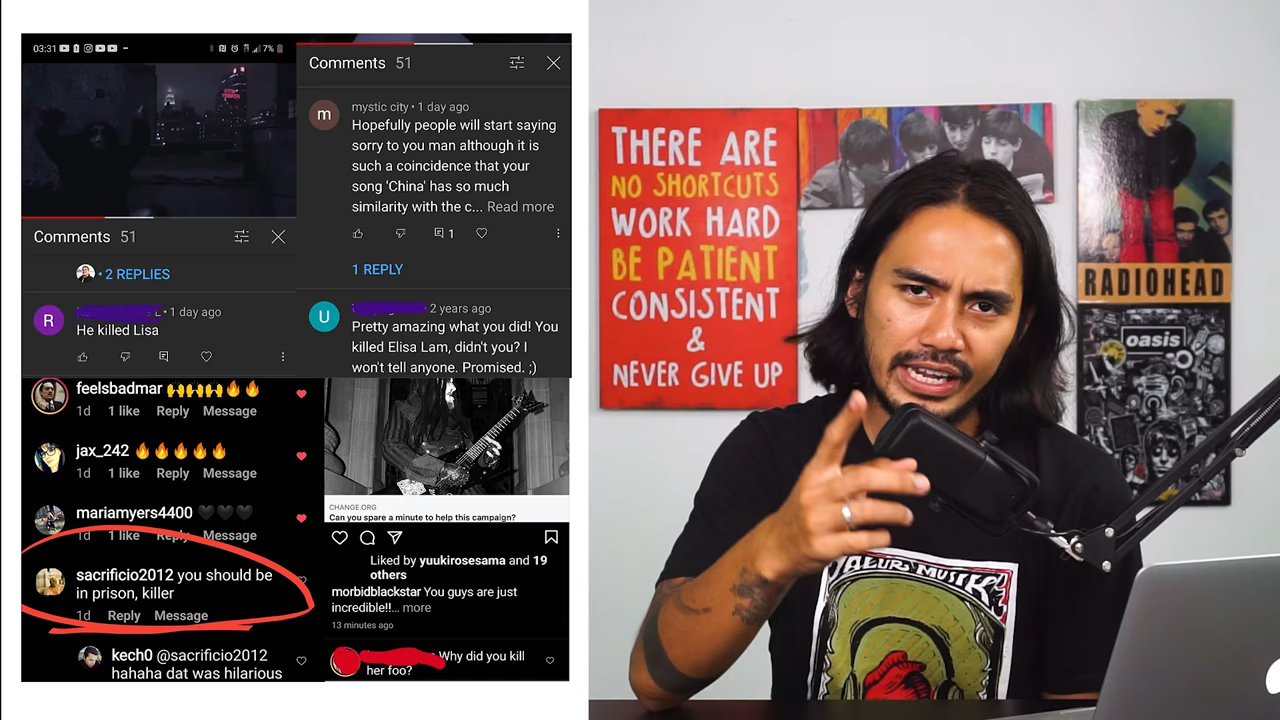 03:31
7%
Comments 51
• 2 REPLIES
R
• 1 day ago
He killed Lisa
Comments 51
m
mystic city • 1 day ago
Hopefully people will start saying
sorry to you man although it is
such a coincidence that your
song 'China' has so much
similarity with the c... Read more
1
1 REPLY
U
2 years ago
Pretty amazing what you did! You
killed Elisa Lam, didn't you? I
won't tell anyone. Promised. ;)
feelsbadmar 🙌🙌🙌🙌🔥🔥
1d 1 like Reply Message
jax_242 🔥🔥🔥🔥🔥
1d 1 like Reply Message
mariamyers4400 🖤🖤🖤
1d 1 like Reply Message
sacrificio2012 you should be
in prison, killer
1d Reply Message
kech0 @sacrificio2012
hahaha dat was hilarious
CHANGE.ORG
Can you spare a minute to help this campaign?
Liked by yuukirosesama and 19
others
morbidblackstar You guys are just
incredible!!... more
13 minutes ago
Why did you kill
her foo?
THERE ARE
NO SHORTCUTS
WORK HARD
BE PATIENT
CONSISTENT
&
NEVER GIVE UP
RADIOHEAD
oasis